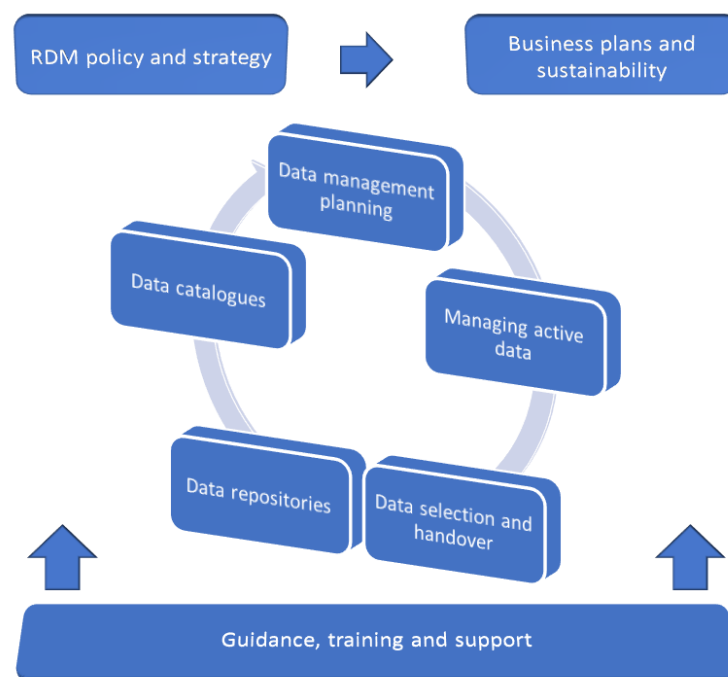 RDM policy and strategy
Business plans and
sustainability
Data management
planning
Data catalogues
Managing active
data
Data repositories
Data selection and
handover
Guidance, training and support